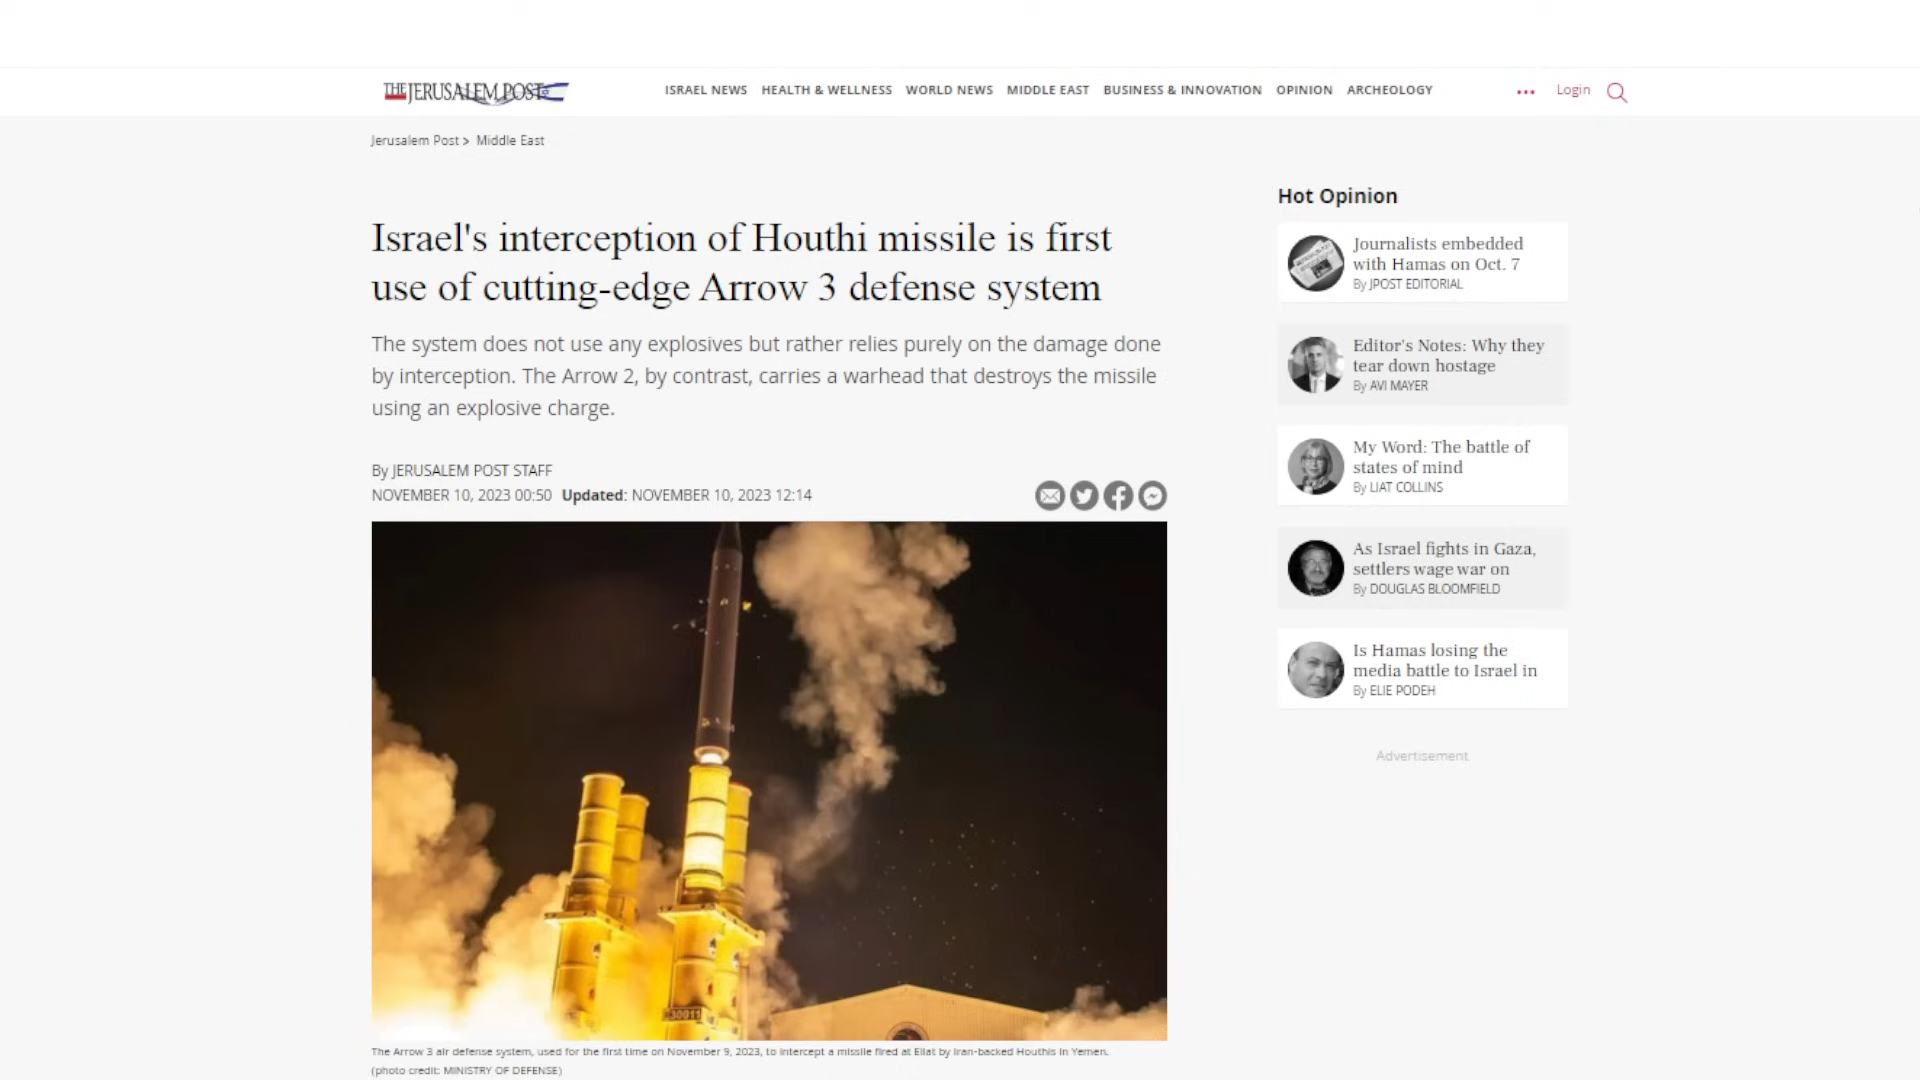 THE JERUSALEM POST
ISRAEL NEWS HEALTH & WELLNESS WORLD NEWS MIDDLE EAST BUSINESS & INNOVATION OPINION ARCHEOLOGY
Login
Jerusalem Post > Middle East
Israel's interception of Houthi missile is first
use of cutting-edge Arrow 3 defense system
The system does not use any explosives but rather relies purely on the damage done
by interception. The Arrow 2, by contrast, carries a warhead that destroys the missile
using an explosive charge.
By JERUSALEM POST STAFF
NOVEMBER 10, 2023 00:50 Updated: NOVEMBER 10, 2023 12:14
30011
The Arrow 3 air defense system, used for the first time on November 9, 2023, to intercept a missile fired at Eilat by Iran-backed Houthis in Yemen.
(photo credit: MINISTRY OF DEFENSE)
Hot Opinion
Journalists embedded
with Hamas on Oct. 7
By JPOST EDITORIAL
Editor's Notes: Why they
tear down hostage
By AVI MAYER
My Word: The battle of
states of mind
By LIAT COLLINS
As Israel fights in Gaza,
settlers wage war on
By DOUGLAS BLOOMFIELD
Is Hamas losing the
media battle to Israel in
By ELIE PODEH
Advertisement